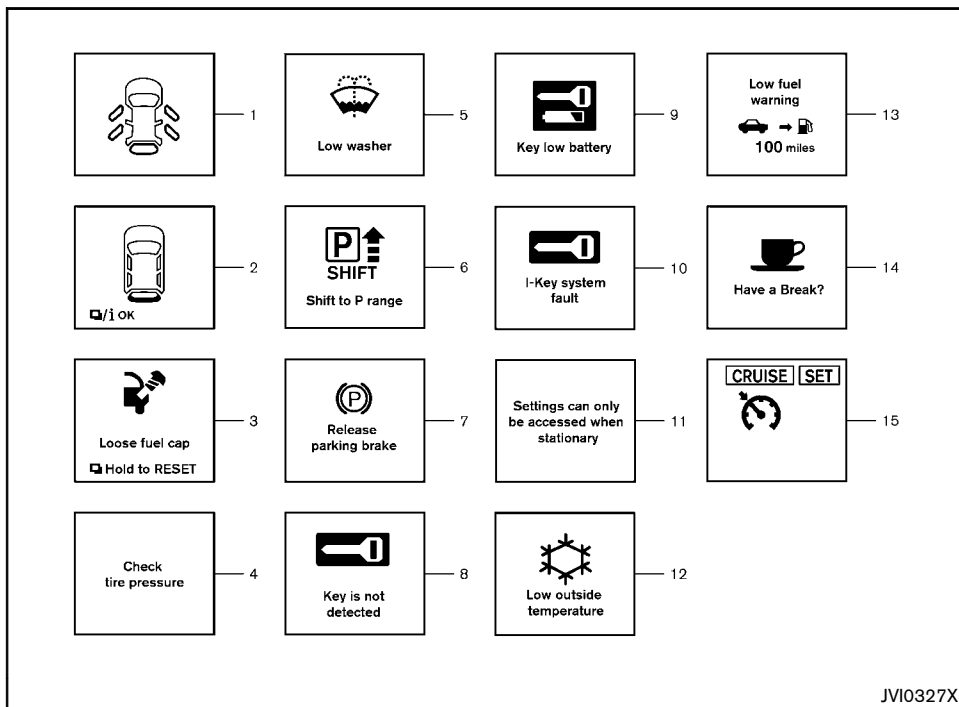 1
/i OK
2
Loose fuel cap
Hold to RESET
3
Check
tire pressure
4
Low washer
5
P
SHIFT
Shift to P range
6
P
Release
parking brake
7
Key is not
detected
8
Key low battery
9
I-Key system
fault
10
Settings can only
be accessed when
stationary
11
Low outside
temperature
12
Low fuel
warning
100 miles
13
Have a Break?
14
CRUISE SET
15
JVI0327X